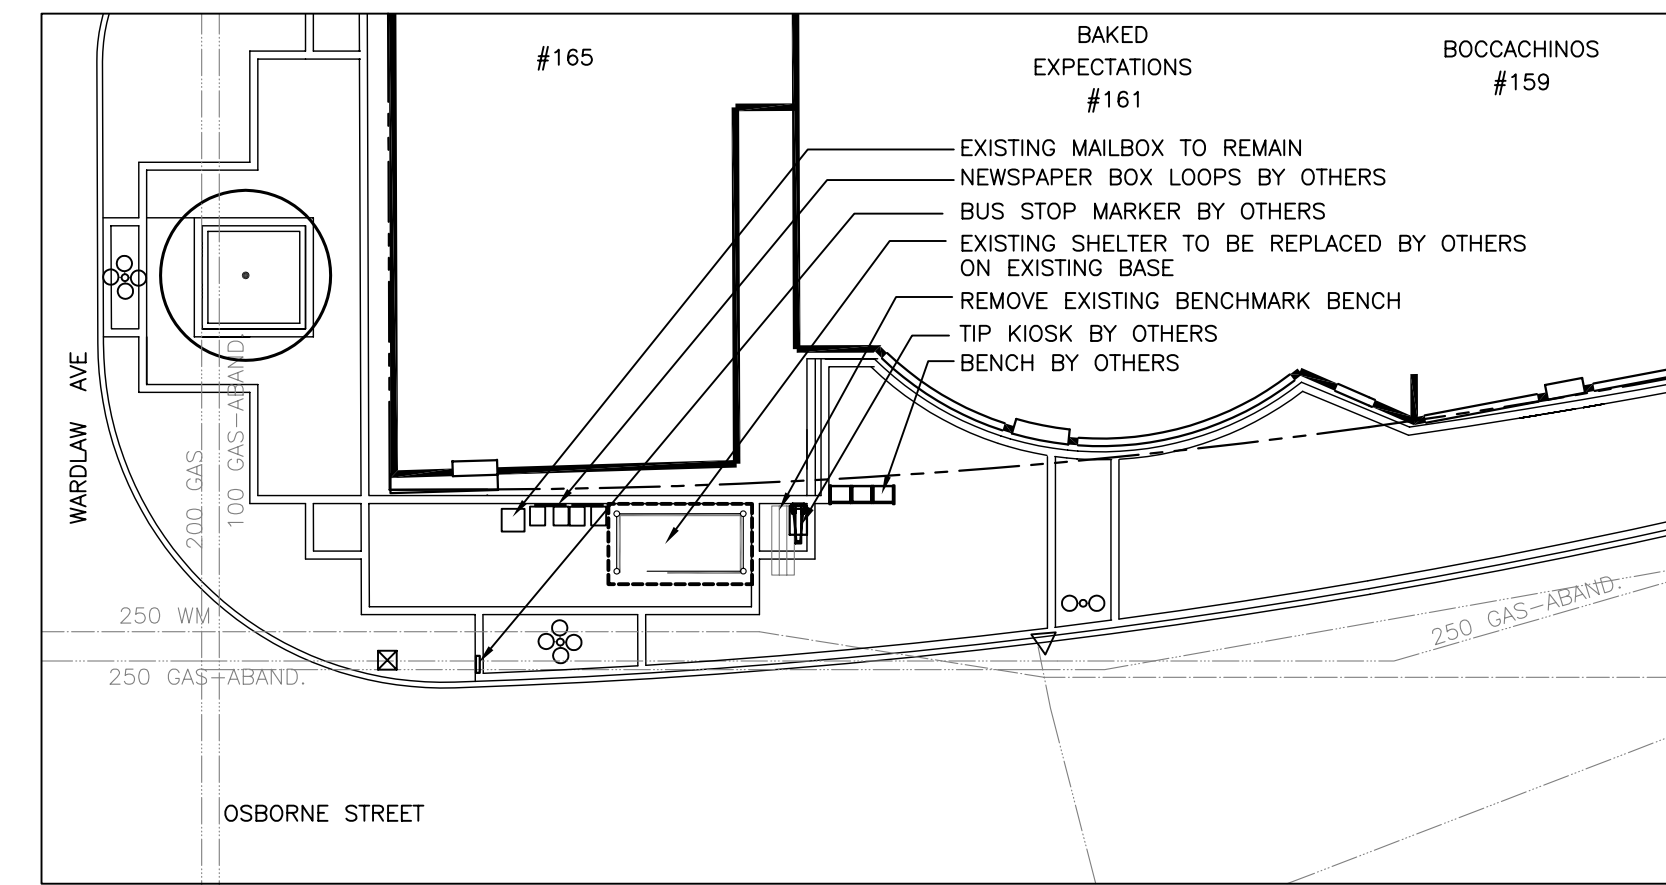 #165
BAKED
EXPECTATIONS
#161
BOCCACHINOS
#159
EXISTING MAILBOX TO REMAIN
NEWSPAPER BOX LOOPS BY OTHERS
BUS STOP MARKER BY OTHERS
EXISTING SHELTER TO BE REPLACED BY OTHERS
ON EXISTING BASE
REMOVE EXISTING BENCHMARK BENCH
TIP KIOSK BY OTHERS
BENCH BY OTHERS
WARDLAW AVE
200 GAS
100 GAS-ABAND.
250 WM
250 GAS-ABAND.
250 GAS-ABAND.
OSBORNE STREET